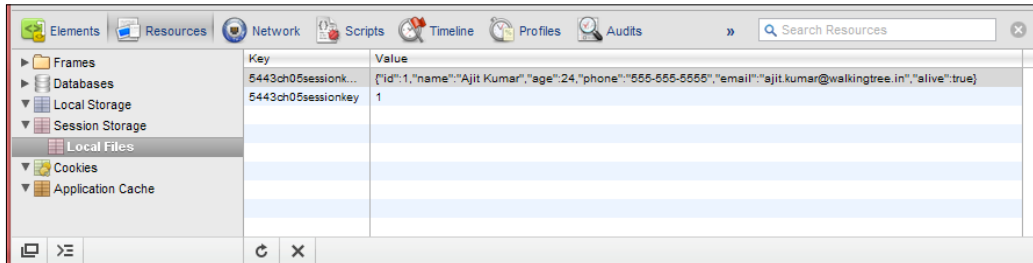 Elements Resources Network Scripts Timeline Profiles Audits » Search Resources
Frames
Databases
Local Storage
Session Storage
Local Files
Cookies
Application Cache
Key Value
5443ch05sessionk... {"id":1,"name":"Ajit Kumar","age":24,"phone":"555-555-5555","email":"ajit.kumar@walkingtree.in","alive":true}
5443ch05sessionkey 1